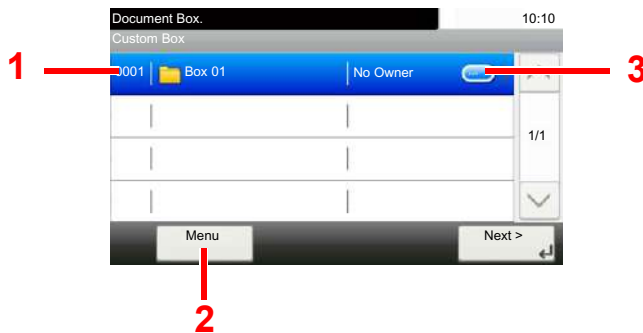 Document Box. 10:10
Custom Box
1 0001 Box 01 No Owner 3
1/1
Menu Next >
2